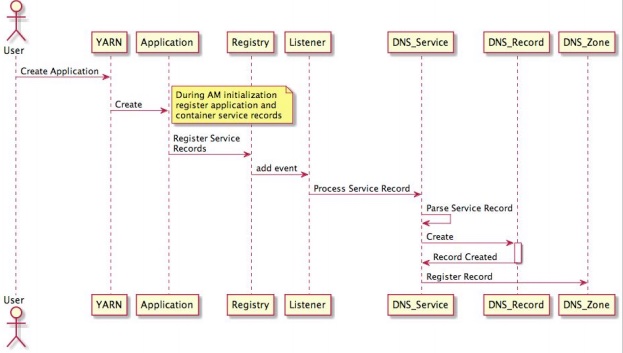 User
YARN
Application
Registry
Listener
DNS_Service
DNS_Record
DNS_Zone
Create Application
Create
During AM initialization
register application and
container service records
Register Service
Records
add event
Process Service Record
Parse Service Record
Create
Record Created
Register Record
User
YARN
Application
Registry
Listener
DNS_Service
DNS_Record
DNS_Zone